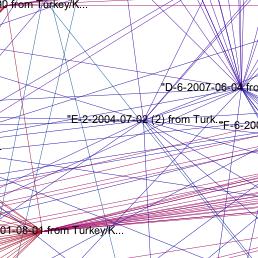 0 from Turkey/K...
"D-6-2007-06-04 fro
"E-2-2004-07-02 (2) from Turk...
"F-6-200
01-08-01 from Turkey/K...